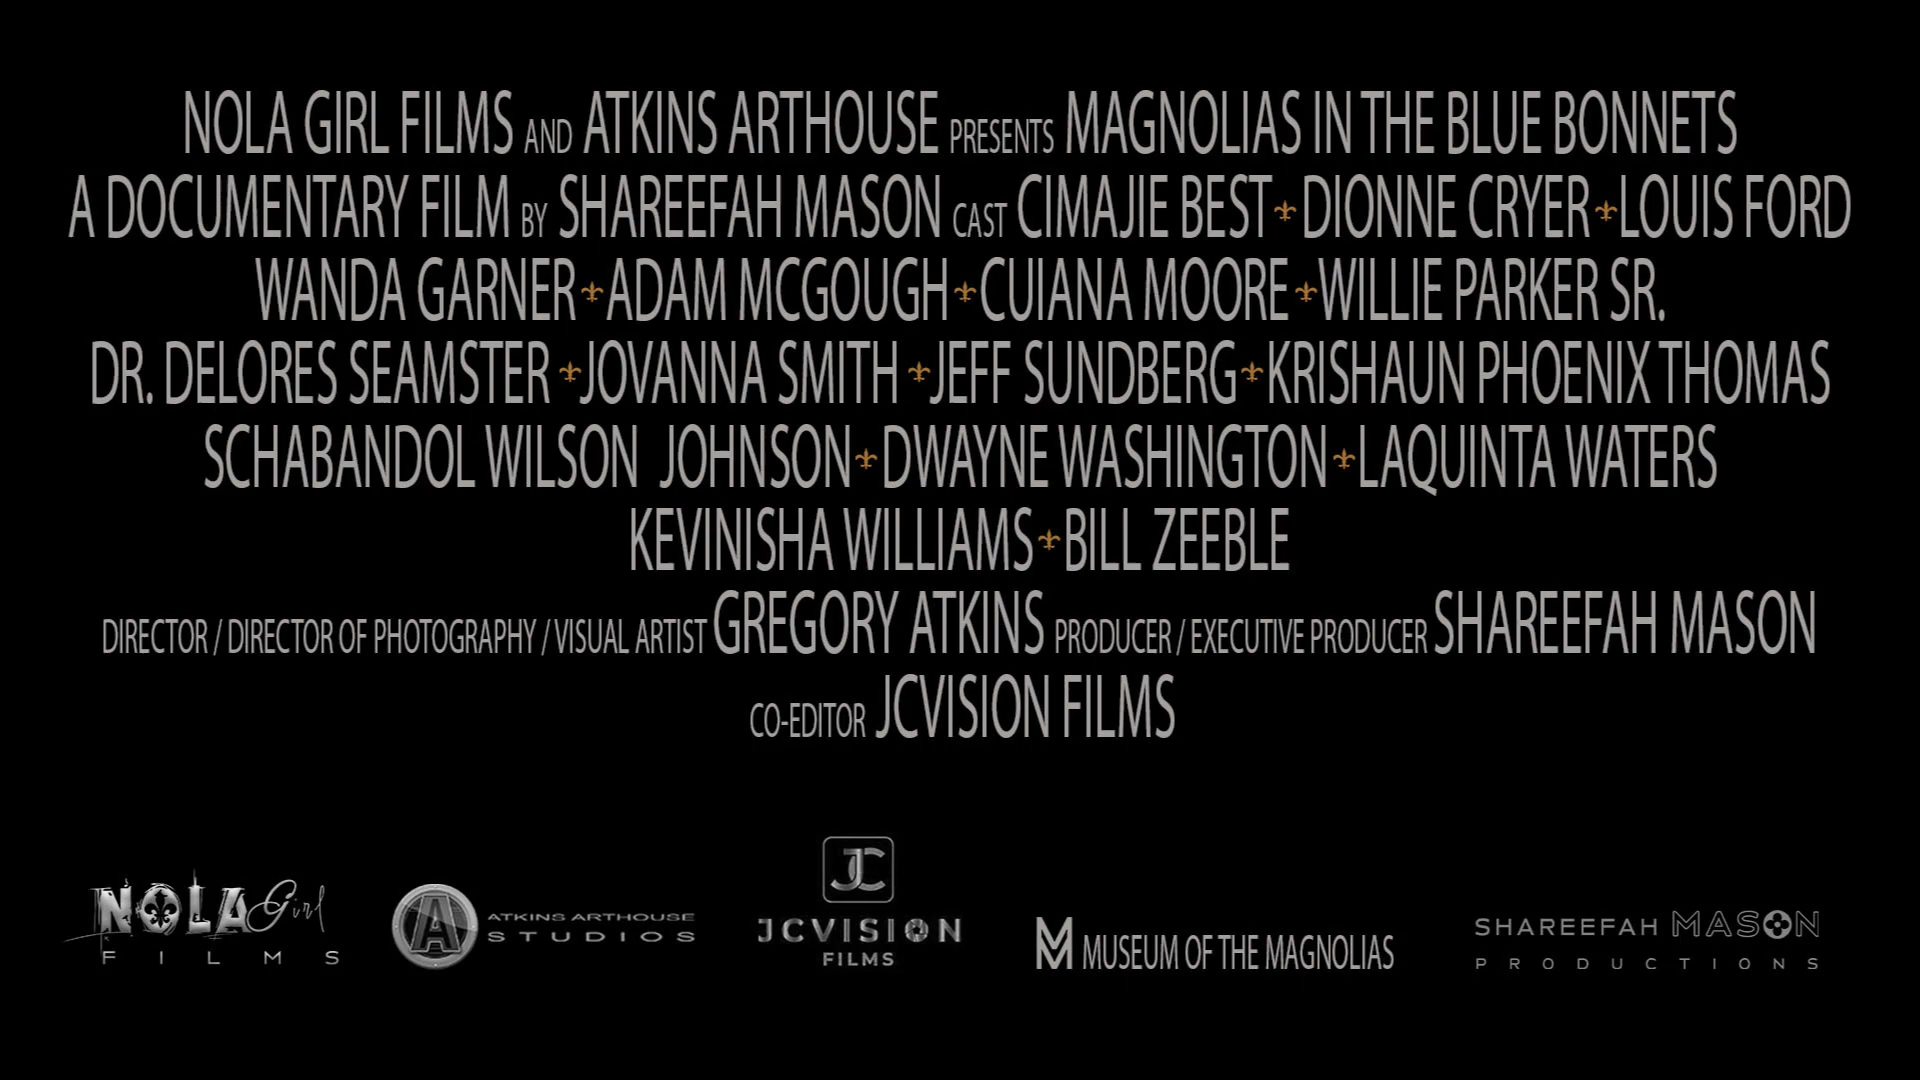 NOLA GIRL FILMS AND ATKINS ARTHOUSE PRESENTS MAGNOLIAS IN THE BLUE BONNETS
A DOCUMENTARY FILM BY SHAREEFAH MASON CAST CIMAJIE BEST⚜DIONNE CRYER⚜LOUIS FORD
WANDA GARNER⚜ADAM MCGOUGH⚜CUIANA MOORE⚜WILLIE PARKER SR.
DR. DELORES SEAMSTER⚜JOVANNA SMITH⚜JEFF SUNDBERG⚜KRISHAUN PHOENIX THOMAS
SCHABANDOL WILSON JOHNSON⚜DWAYNE WASHINGTON⚜LAQUINTA WATERS
KEVINISHA WILLIAMS⚜BILL ZEEBLE
DIRECTOR / DIRECTOR OF PHOTOGRAPHY / VISUAL ARTIST GREGORY ATKINS PRODUCER / EXECUTIVE PRODUCER SHAREEFAH MASON
CO-EDITOR JCVISION FILMS
NOLA Girl
FILMS
A
ATKINS ARTHOUSE
STUDIOS
JC
JCVISION
FILMS
M MUSEUM OF THE MAGNOLIAS
SHAREEFAH MASON
PRODUCTIONS